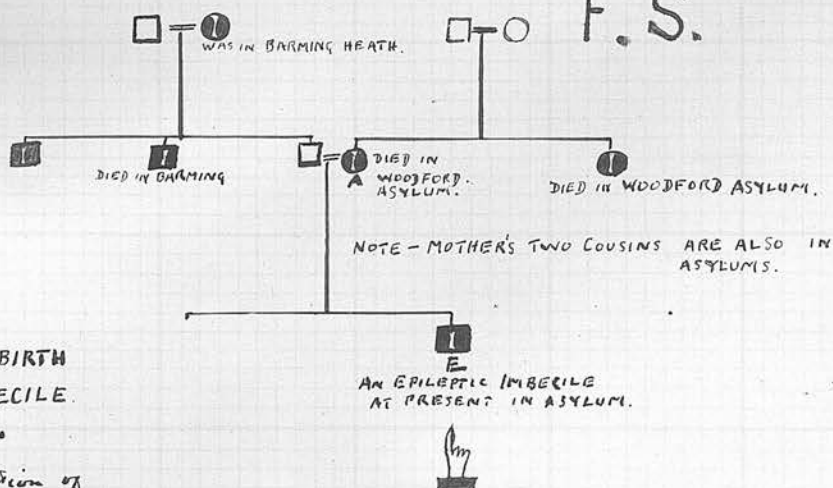 F. S.
WAS IN BARMING HEATH.
I
I
I
I
I
I
DIED IN BARMING
A
DIED IN
WOODFORD.
ASYLUM.
DIED IN WOODFORD ASYLUM.
NOTE - MOTHER'S TWO COUSINS ARE ALSO IN
ASYLUMS.
BIRTH
ECILE.
E
AN EPILEPTIC IMBECILE
AT PRESENT IN ASYLUM.
of